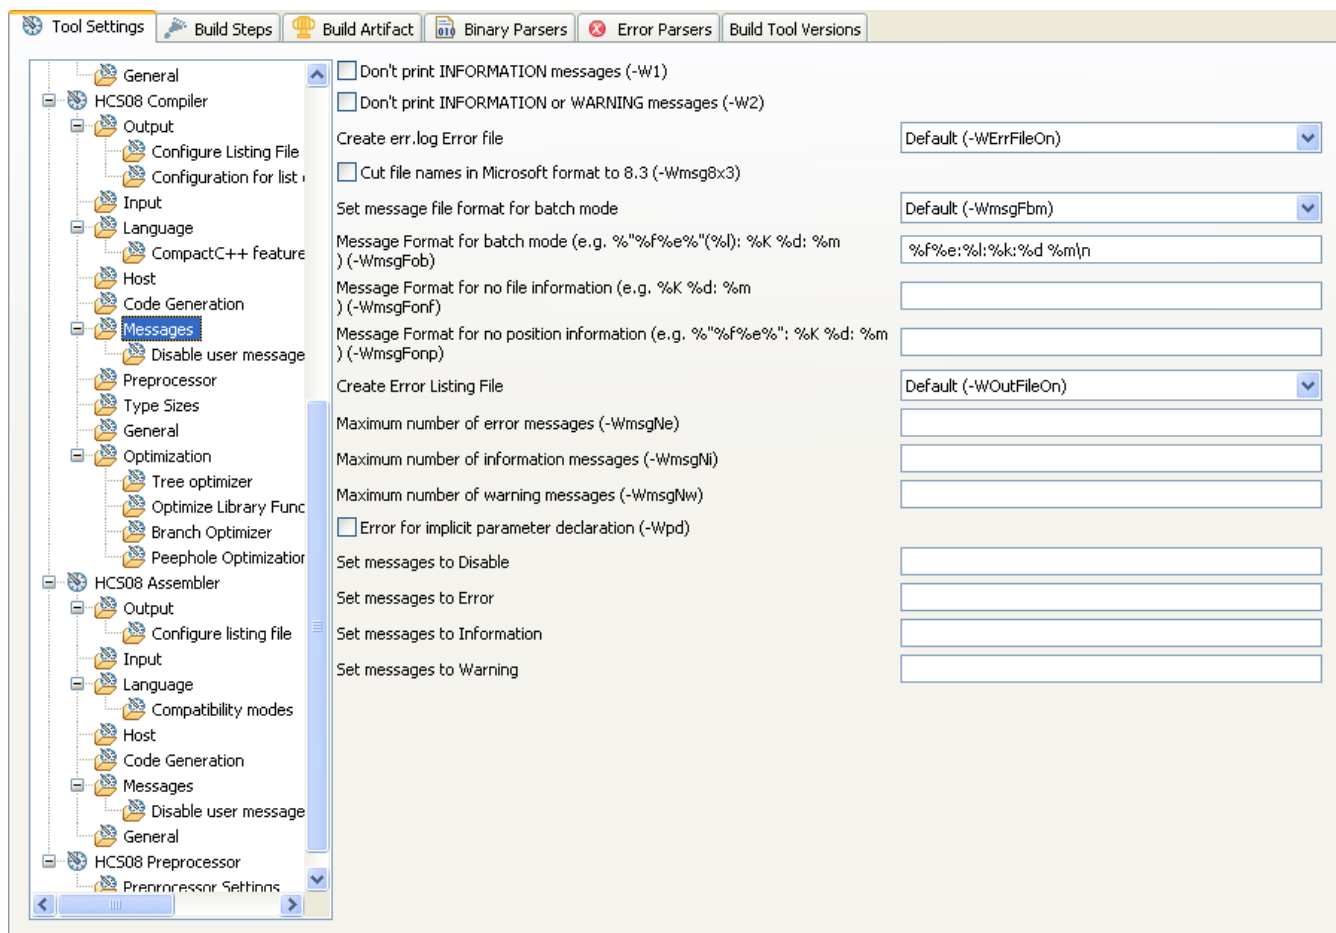 Tool Settings
Build Steps
Build Artifact
Binary Parsers
Error Parsers
Build Tool Versions
General
HCS08 Compiler
Output
Configure Listing File
Configuration for list
Input
Language
CompactC++ feature
Host
Code Generation
Messages
Disable user message
Preprocessor
Type Sizes
General
Optimization
Tree optimizer
Optimize Library Func
Branch Optimizer
Peephole Optimization
HCS08 Assembler
Output
Configure listing file
Input
Language
Compatibility modes
Host
Code Generation
Messages
Disable user message
General
HCS08 Preprocessor
Preprocessor Settings
Don't print INFORMATION messages (-W1)
Don't print INFORMATION or WARNING messages (-W2)
Create err.log Error file
Default (-WErrFileOn)
Cut file names in Microsoft format to 8.3 (-Wmsg8x3)
Set message file format for batch mode
Default (-WmsgFbm)
Message Format for batch mode (e.g. %"%f%e%"(%l): %K %d: %m
) (-WmsgFob)
%f%e:%l:%k:%d %m\n
Message Format for no file information (e.g. %K %d: %m
) (-WmsgFonf)
Message Format for no position information (e.g. %"%f%e%": %K %d: %m
) (-WmsgFonp)
Create Error Listing File
Default (-WOutFileOn)
Maximum number of error messages (-WmsgNe)
Maximum number of information messages (-WmsgNi)
Maximum number of warning messages (-WmsgNw)
Error for implicit parameter declaration (-Wpd)
Set messages to Disable
Set messages to Error
Set messages to Information
Set messages to Warning